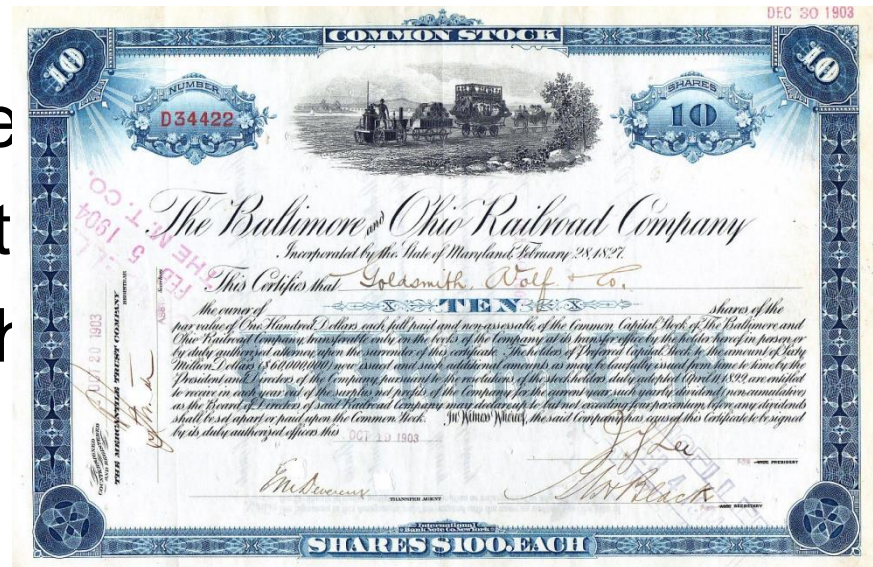 DEC 30 1903
COMMON STOCK
10
10
NUMBER
D34422
SHARES
10
e
t
h
The Baltimore and Ohio Railroad Company
Incorporated by the State of Maryland, February 28, 1827.
This Certifies that Goldsmith, Wolf & Co.
the owner of TEN shares of the
par value of One Hundred Dollars each, full paid and non-assessable, of the Common Capital Stock of The Baltimore and
Ohio Railroad Company, transferable only on the books of the Company at its transfer office by the holder hereof in person or
by duly authorized attorney, upon the surrender of this certificate. The holders of Preferred Capital Stock to the amount of Sixty
Million Dollars ($60,000,000) now issued, and such additional amounts as may be lawfully issued from time to time by the
President and Directors of the company, pursuant to the resolutions of the stockholders duly adopted April 1899, are entitled
to receive in each year out of the surplus net profits of the Company for the current year such yearly dividend, non-cumulative,
as the Board of Directors of said Railroad Company may declare up to but not exceeding four per centum before any dividends
shall be set apart or paid upon the Common Stock. In Witness Whereof, the said Company has caused this Certificate to be signed
by its duly authorized officers this OCT 19 1903
COMMON
THE MERCANTILE TRUST COMPANY
REGISTRAR
OCT 20 1903
FEB 5 1904
THE M. T. CO.
TRANSFER AGENT
VICE PRESIDENT
SECRETARY
International
Bank Note Co. New York
SHARES $100. EACH